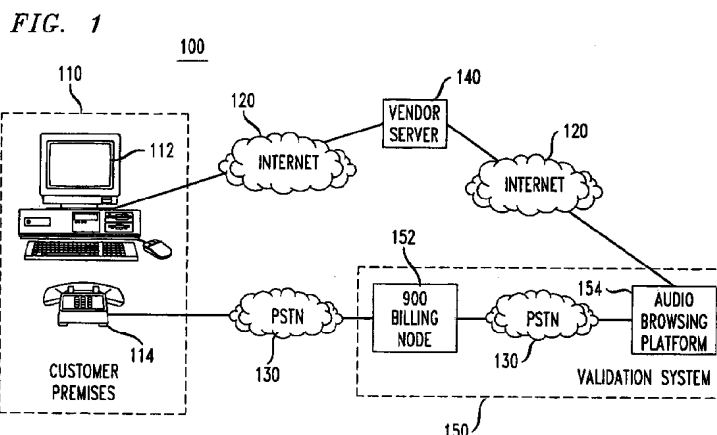 FIG. 1
100
110
140
120
VENDOR
SERVER
120
112
INTERNET
INTERNET
152
154
900
BILLING
NODE
AUDIO
BROWSING
PLATFORM
PSTN
PSTN
114
130
130
CUSTOMER
PREMISES
VALIDATION SYSTEM
150